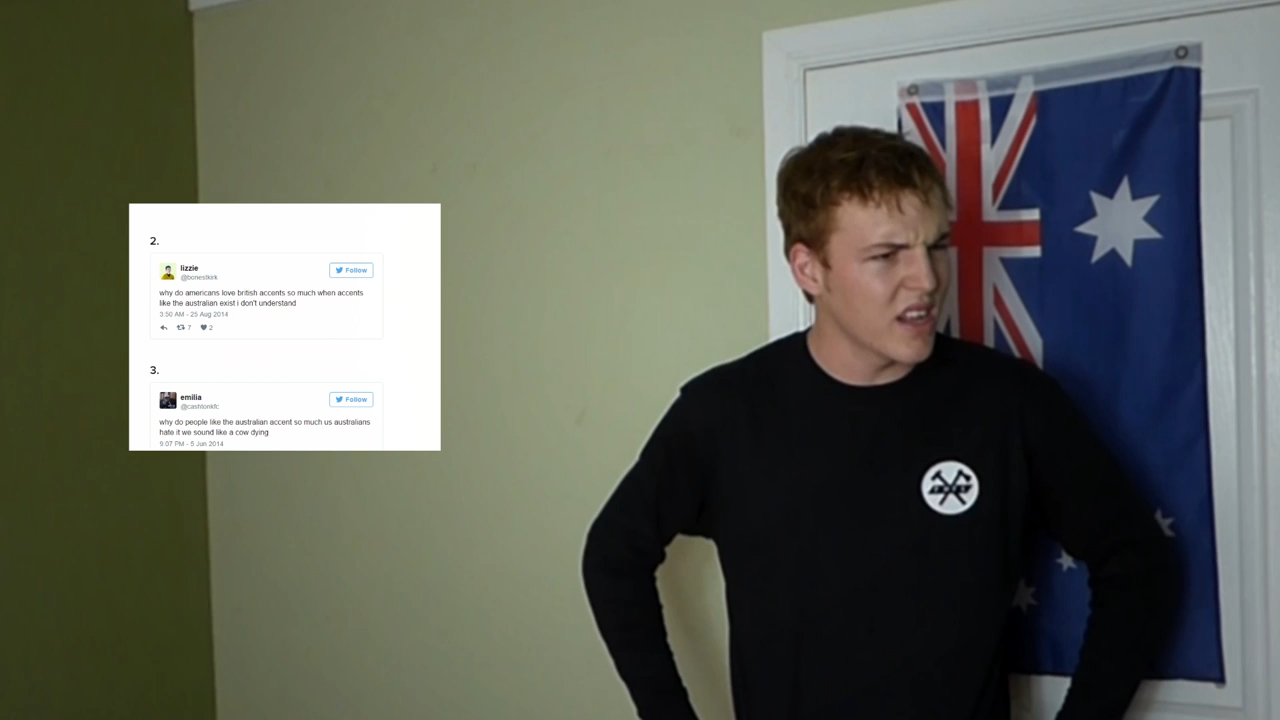 2.
lizzie
@bonestkirk
Follow
why do americans love british accents so much when accents
like the australian exist i don't understand
3:50 AM - 25 Aug 2014
7 2
3.
emilia
@cashtonkfc
Follow
why do people like the australian accent so much us australians
hate it we sound like a cow dying
9:07 PM - 5 Jun 2014